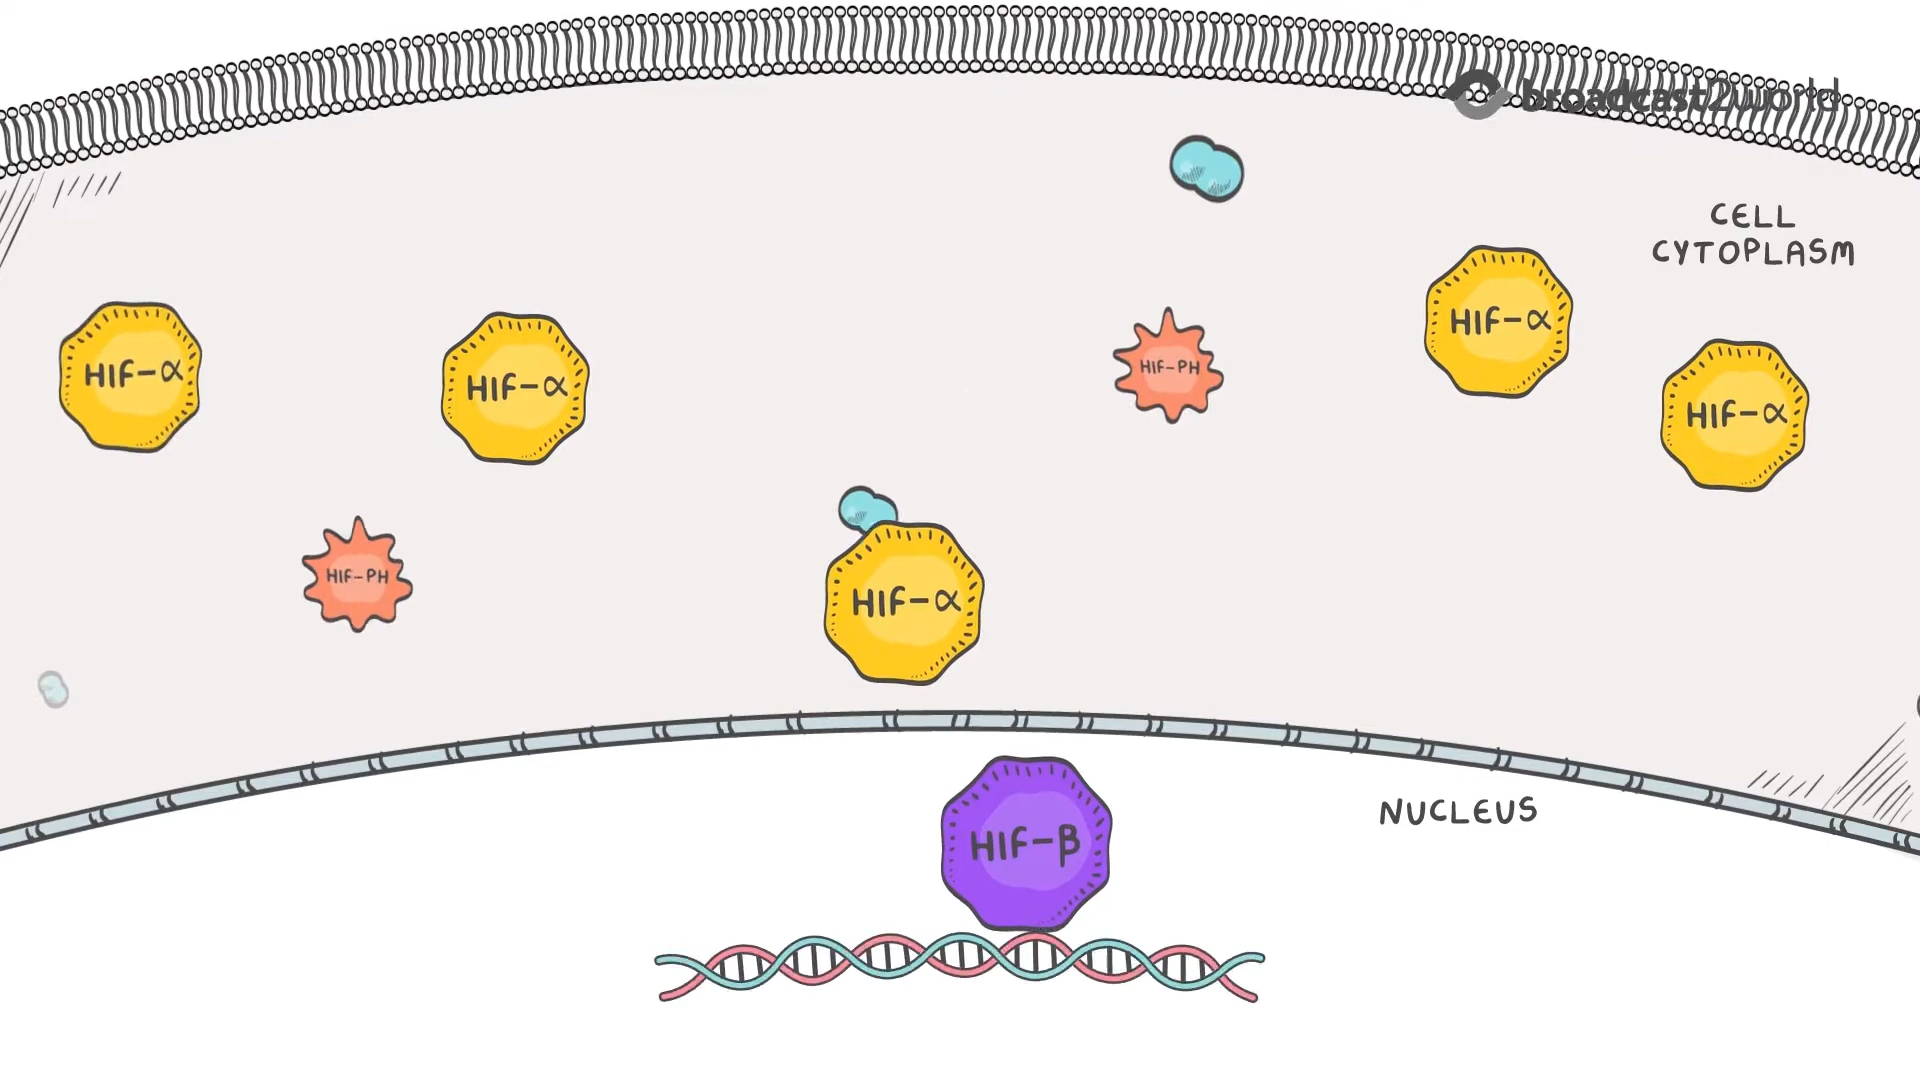 broadcast2world
CELL
CYTOPLASM
HIF-α
HIF-α
HIF-PH
HIF-α
HIF-α
HIF-PH
HIF-α
NUCLEUS
HIF-β